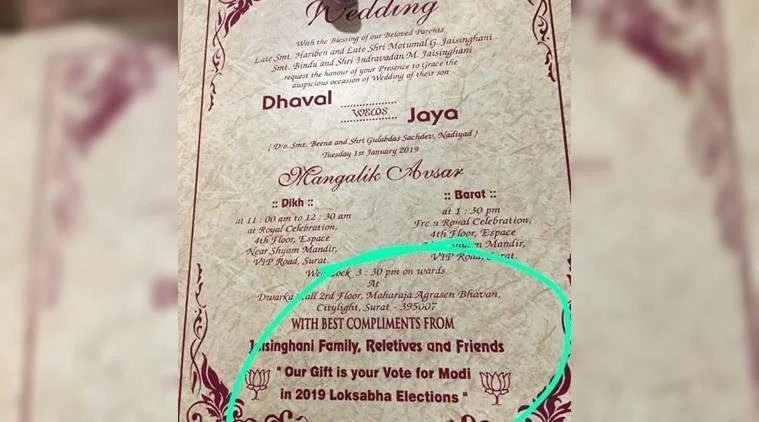 Wedding
With the Blessing of our Beloved Parents
Late Smt. Hariben and Late Shri Motumal G. Jaisinghani
Smt. Bindu and Shri Indravadan M. Jaisinghani
request the honour of your Presence to Grace the
auspicious occasion of Wedding of their son
Dhaval
weds
Jaya
( D/o. Smt. Beena and Shri Gulabdas Sachdev, Nadiyad )
Tuesday 1st January 2019
Mangalik Avsar
:: Dikh ::
at 11 : 00 am to 12 : 30 am
at Royal Celebration,
4th Floor, Espace
Near Shyam Mandir,
VIP Road, Surat.
:: Barat ::
at 1 : 30 pm
From Royal Celebration,
4th Floor, Espace
Mandir,
VIP Road, Surat.
3 : 30 pm on wards
At
Dwarka Hall 2nd Floor, Maharaja Agrasen Bhavan,
Citylight, Surat - 395007
WITH BEST COMPLIMENTS FROM
Jaisinghani Family, Reletives and Friends
" Our Gift is your Vote for Modi
in 2019 Loksabha Elections "